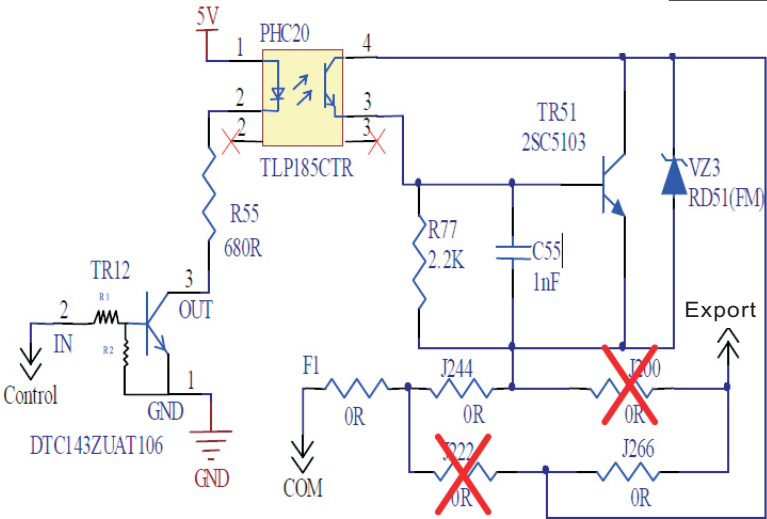 5V
PHC20
1
4
2
3
2
3
TLP185CTR
TR51
2SC5103
VZ3
RD51(FM)
R55
680R
R77
2.2K
C55
1nF
TR12
3
OUT
2
R1
IN
R2
Control
1
GND
DTC143ZUAT106
GND
Export
F1
0R
J244
0R
J200
0R
COM
J222
0R
J266
0R